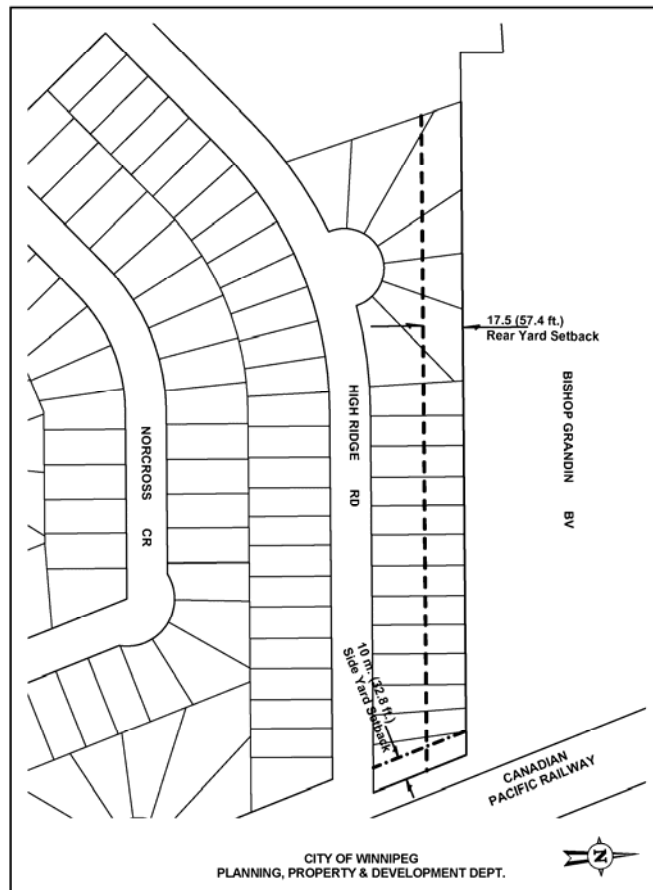 17.5 (57.4 ft.)
Rear Yard Setback
BISHOP GRANDIN BV
HIGH RIDGE RD
NORCROSS CR
10 m. (32.8 ft.)
Side Yard Setback
CANADIAN
PACIFIC RAILWAY
CITY OF WINNIPEG
PLANNING, PROPERTY & DEVELOPMENT DEPT.
N